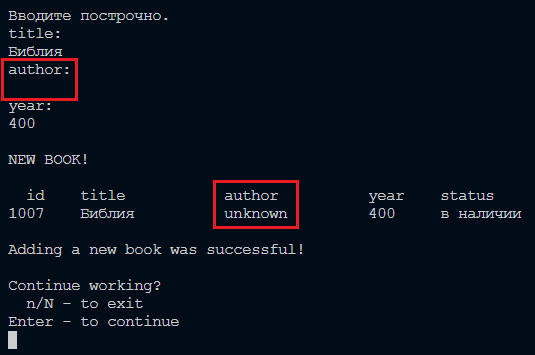 Вводите построчно.
title:
Библия
author:
year:
400
NEW BOOK!
id title author year status
1007 Библия unknown 400 в наличии
Adding a new book was successful!
Continue working?
n/N - to exit
Enter - to continue